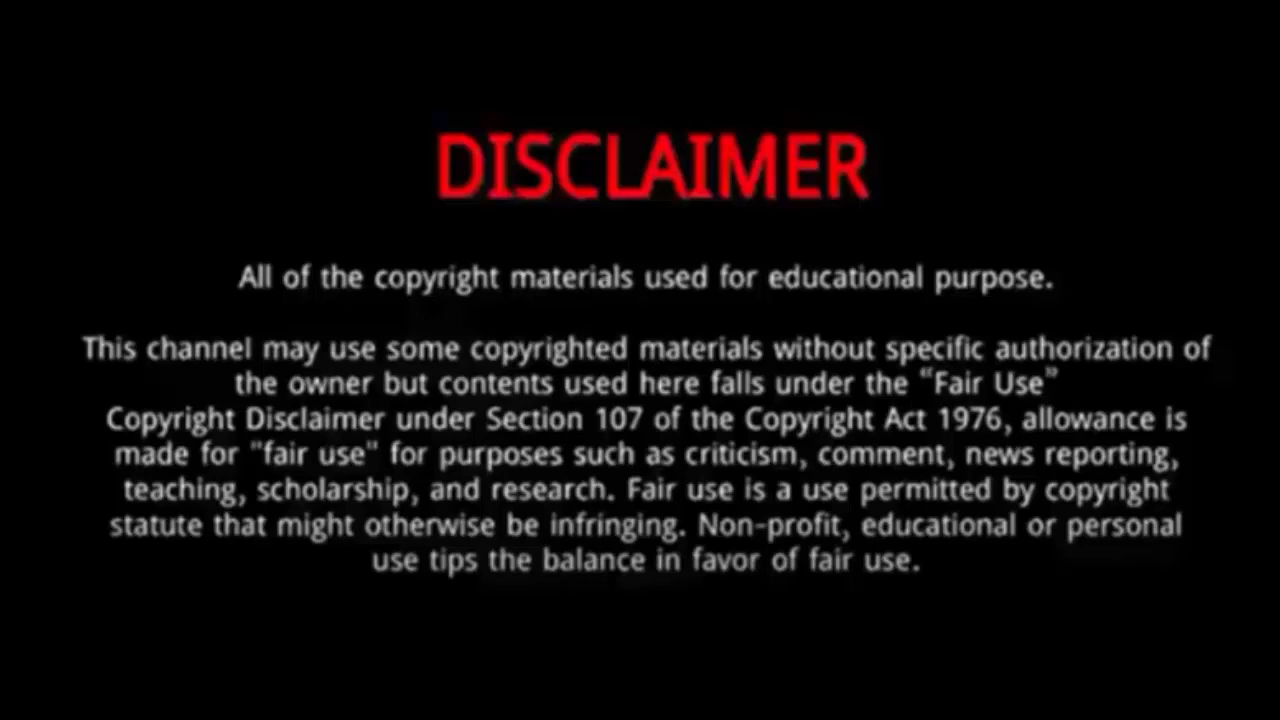 DISCLAIMER
All of the copyright materials used for educational purpose.
This channel may use some copyrighted materials without specific authorization of
the owner but contents used here falls under the “Fair Use”
Copyright Disclaimer under Section 107 of the Copyright Act 1976, allowance is
made for "fair use" for purposes such as criticism, comment, news reporting,
teaching, scholarship, and research. Fair use is a use permitted by copyright
statute that might otherwise be infringing. Non-profit, educational or personal
use tips the balance in favor of fair use.